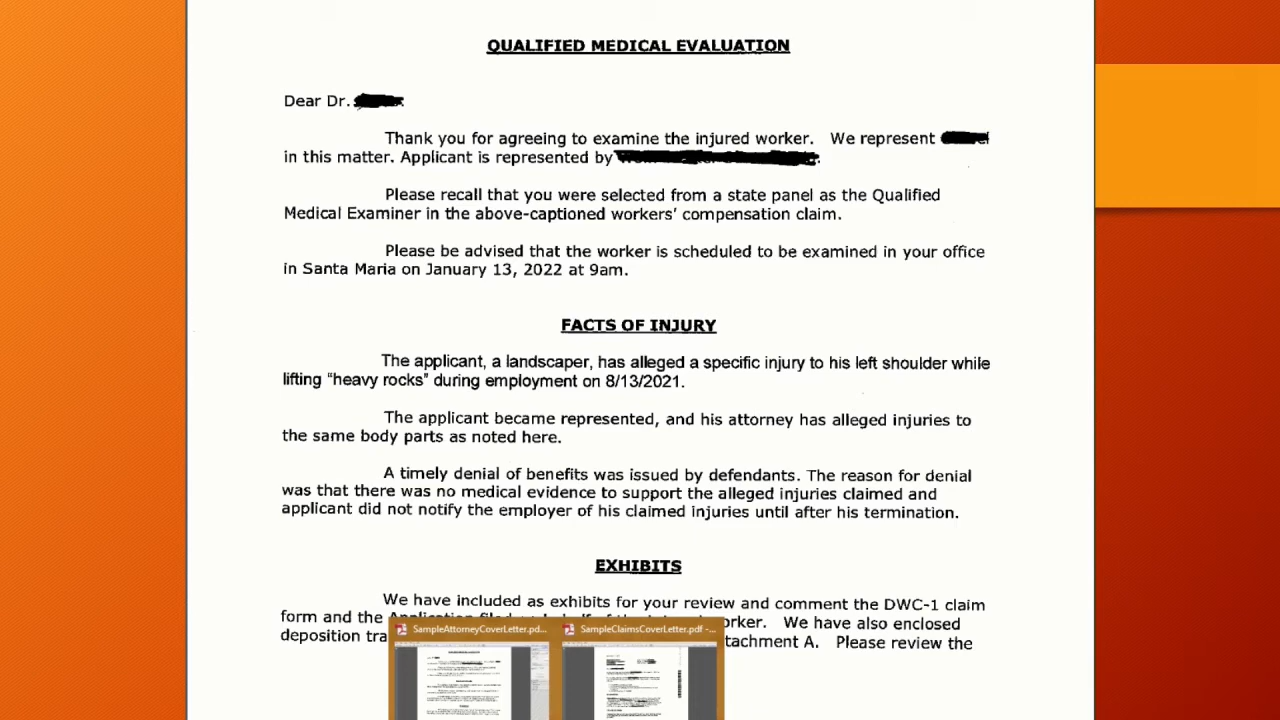 QUALIFIED MEDICAL EVALUATION
Dear Dr.
Thank you for agreeing to examine the injured worker. We represent
in this matter. Applicant is represented by
Please recall that you were selected from a state panel as the Qualified
Medical Examiner in the above-captioned workers' compensation claim.
Please be advised that the worker is scheduled to be examined in your office
in Santa Maria on January 13, 2022 at 9am.
FACTS OF INJURY
The applicant, a landscaper, has alleged a specific injury to his left shoulder while
lifting “heavy rocks” during employment on 8/13/2021.
The applicant became represented, and his attorney has alleged injuries to
the same body parts as noted here.
A timely denial of benefits was issued by defendants. The reason for denial
was that there was no medical evidence to support the alleged injuries claimed and
applicant did not notify the employer of his claimed injuries until after his termination.
EXHIBITS
We have included as exhibits for your review and comment the DWC-1 claim
form and the We have also enclosed
deposition tachment A. Please review the
SampleAttorneyCoverLetter.pd...
SampleClaimsCoverLetter.pdf -...